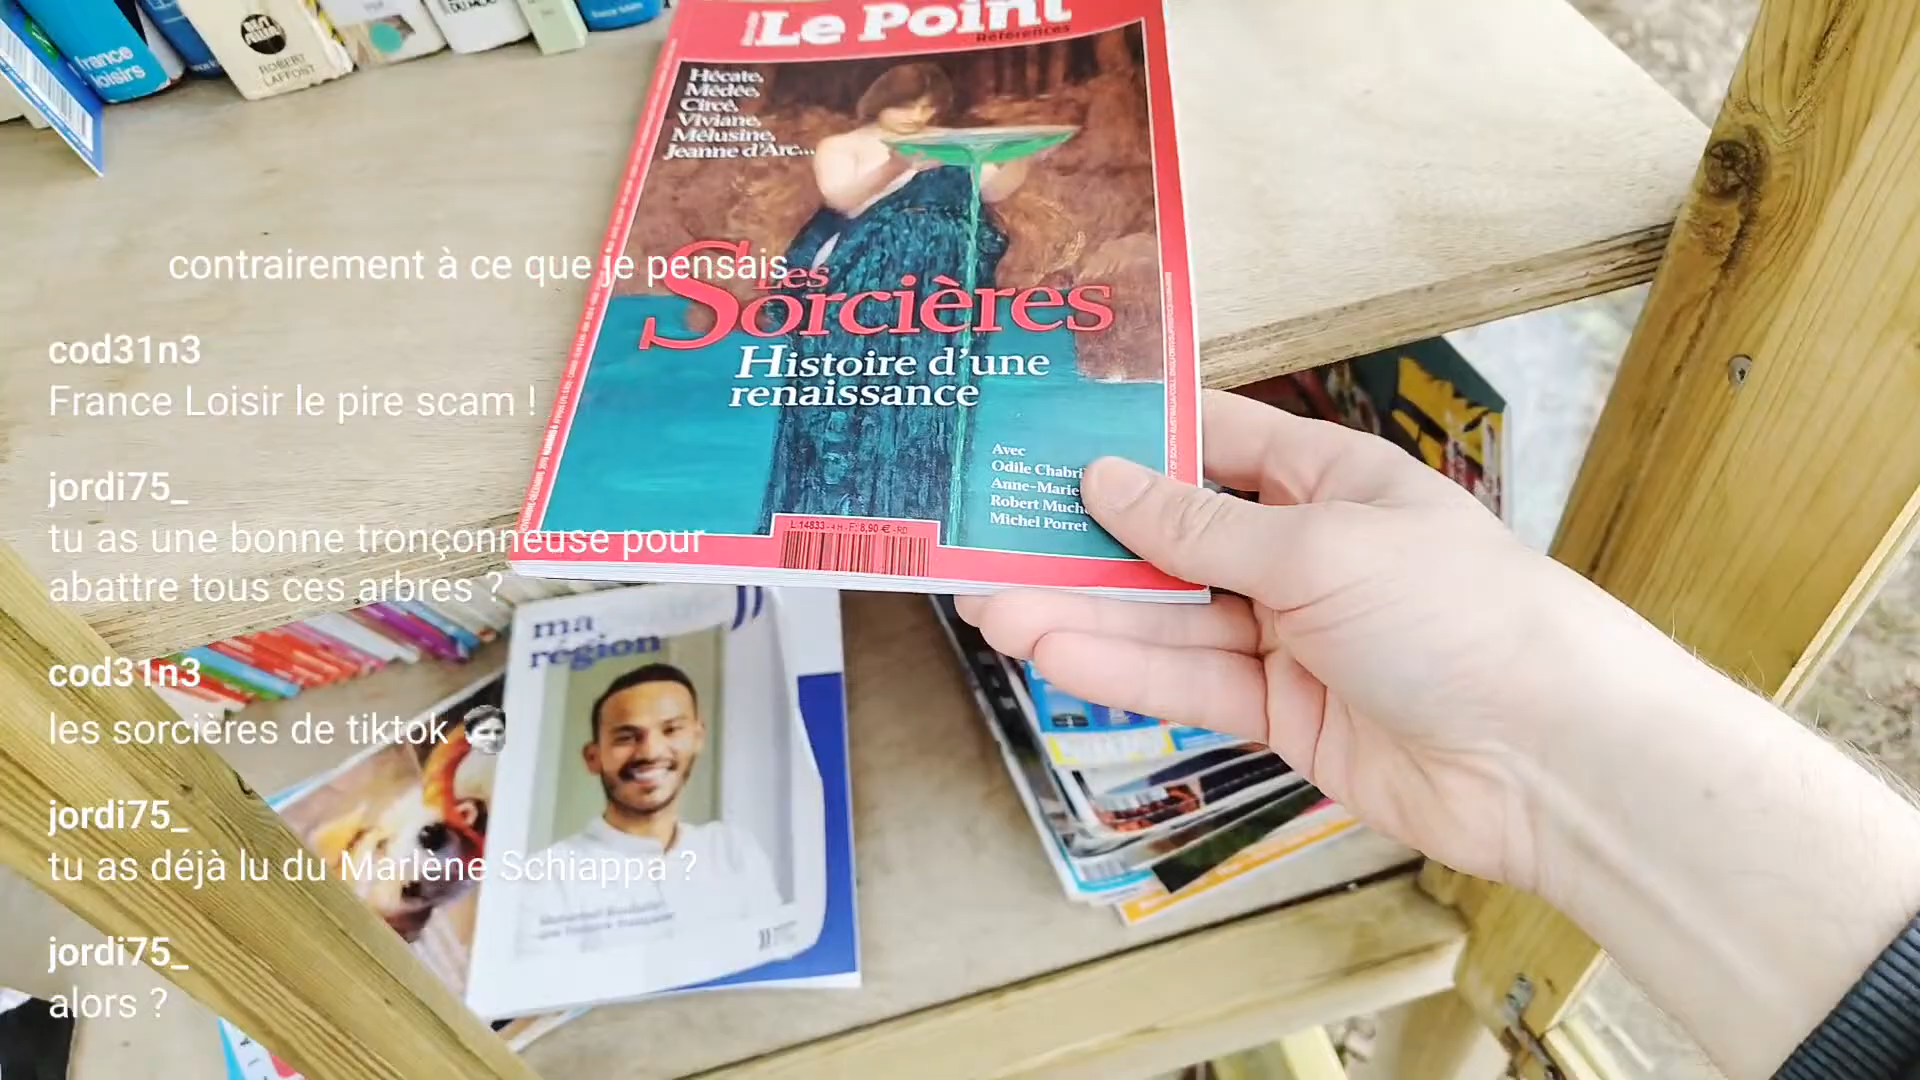 france
loisirs
ROBERT
LAFFONT
Le Point
Références
Hécate,
Médée,
Circé,
Viviane,
Mélusine,
Jeanne d'Arc...
Les
Sorcières
Histoire d'une
renaissance
Avec
Odile Chabri
Anne-Marie
Robert Much
Michel Porret
L 14833 - 4 H - F: 8,90 € - RD
ma
région
contrairement à ce que je pensais
cod31n3
France Loisir le pire scam !
jordi75_
tu as une bonne tronçonneuse pour
abattre tous ces arbres ?
cod31n3
les sorcières de tiktok
jordi75_
tu as déjà lu du Marlène Schiappa ?
jordi75_
alors ?